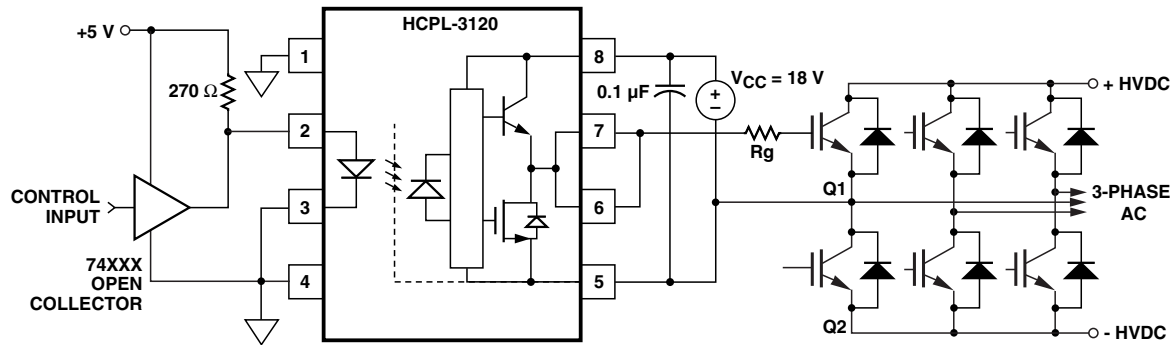 HCPL-3120
+5 V
270 Ω
1
2
3
4
8
7
6
5
0.1 µF
VCC = 18 V
Rg
+ HVDC
Q1
3-PHASE
AC
Q2
- HVDC
CONTROL
INPUT
74XXX
OPEN
COLLECTOR
+
–